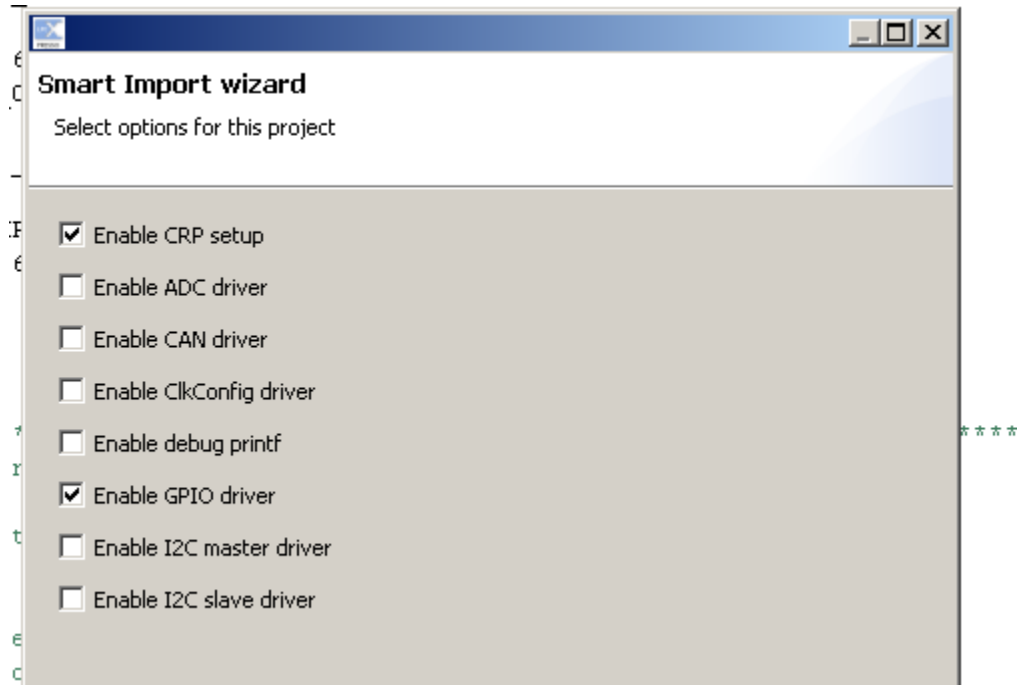 Smart Import wizard
Select options for this project
Enable CRP setup
Enable ADC driver
Enable CAN driver
Enable ClkConfig driver
Enable debug printf
****
Enable GPIO driver
Enable I2C master driver
Enable I2C slave driver